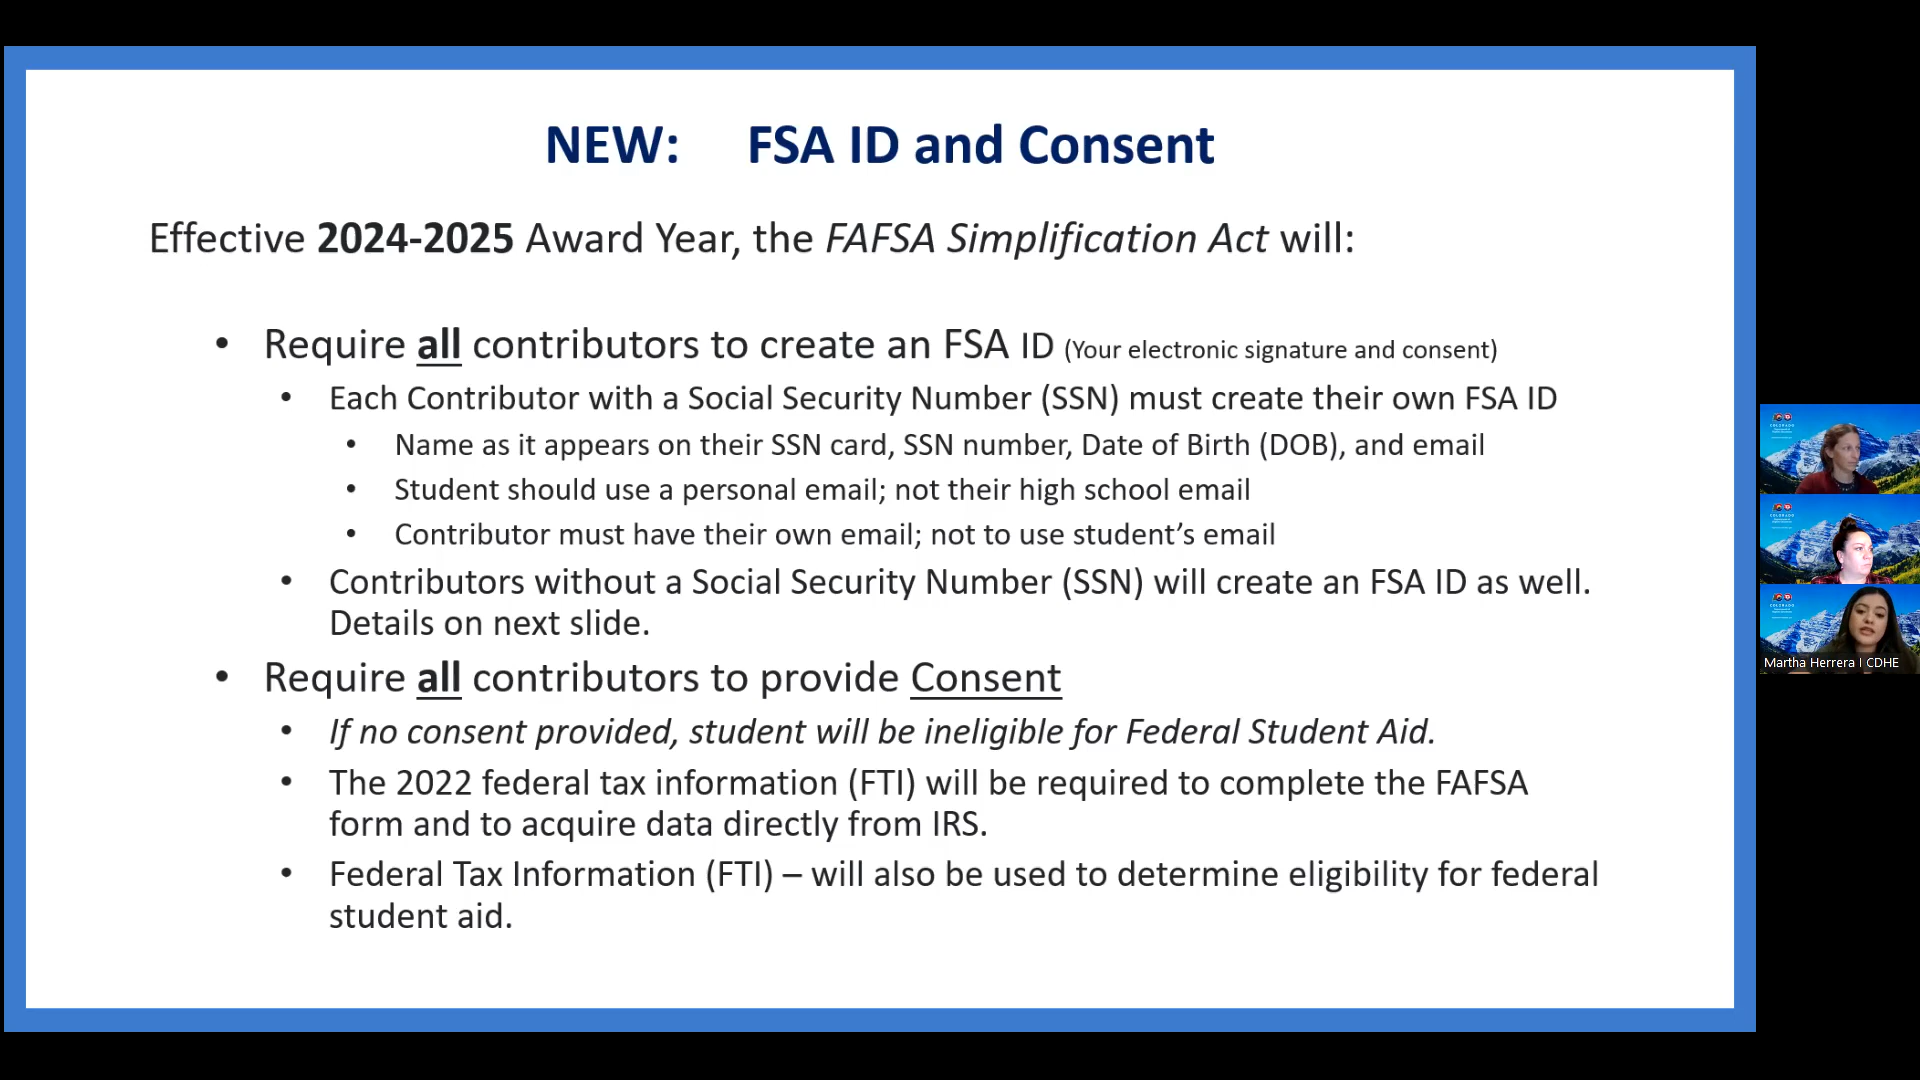 NEW: FSA ID and Consent
Effective 2024-2025 Award Year, the FAFSA Simplification Act will:
• Require all contributors to create an FSA ID (Your electronic signature and consent)
• Each Contributor with a Social Security Number (SSN) must create their own FSA ID
• Name as it appears on their SSN card, SSN number, Date of Birth (DOB), and email
• Student should use a personal email; not their high school email
• Contributor must have their own email; not to use student’s email
• Contributors without a Social Security Number (SSN) will create an FSA ID as well.
Details on next slide.
• Require all contributors to provide Consent
• If no consent provided, student will be ineligible for Federal Student Aid.
• The 2022 federal tax information (FTI) will be required to complete the FAFSA
form and to acquire data directly from IRS.
• Federal Tax Information (FTI) – will also be used to determine eligibility for federal
student aid.
COLORADO
COLORADO
COLORADO
Martha Herrera | CDHE